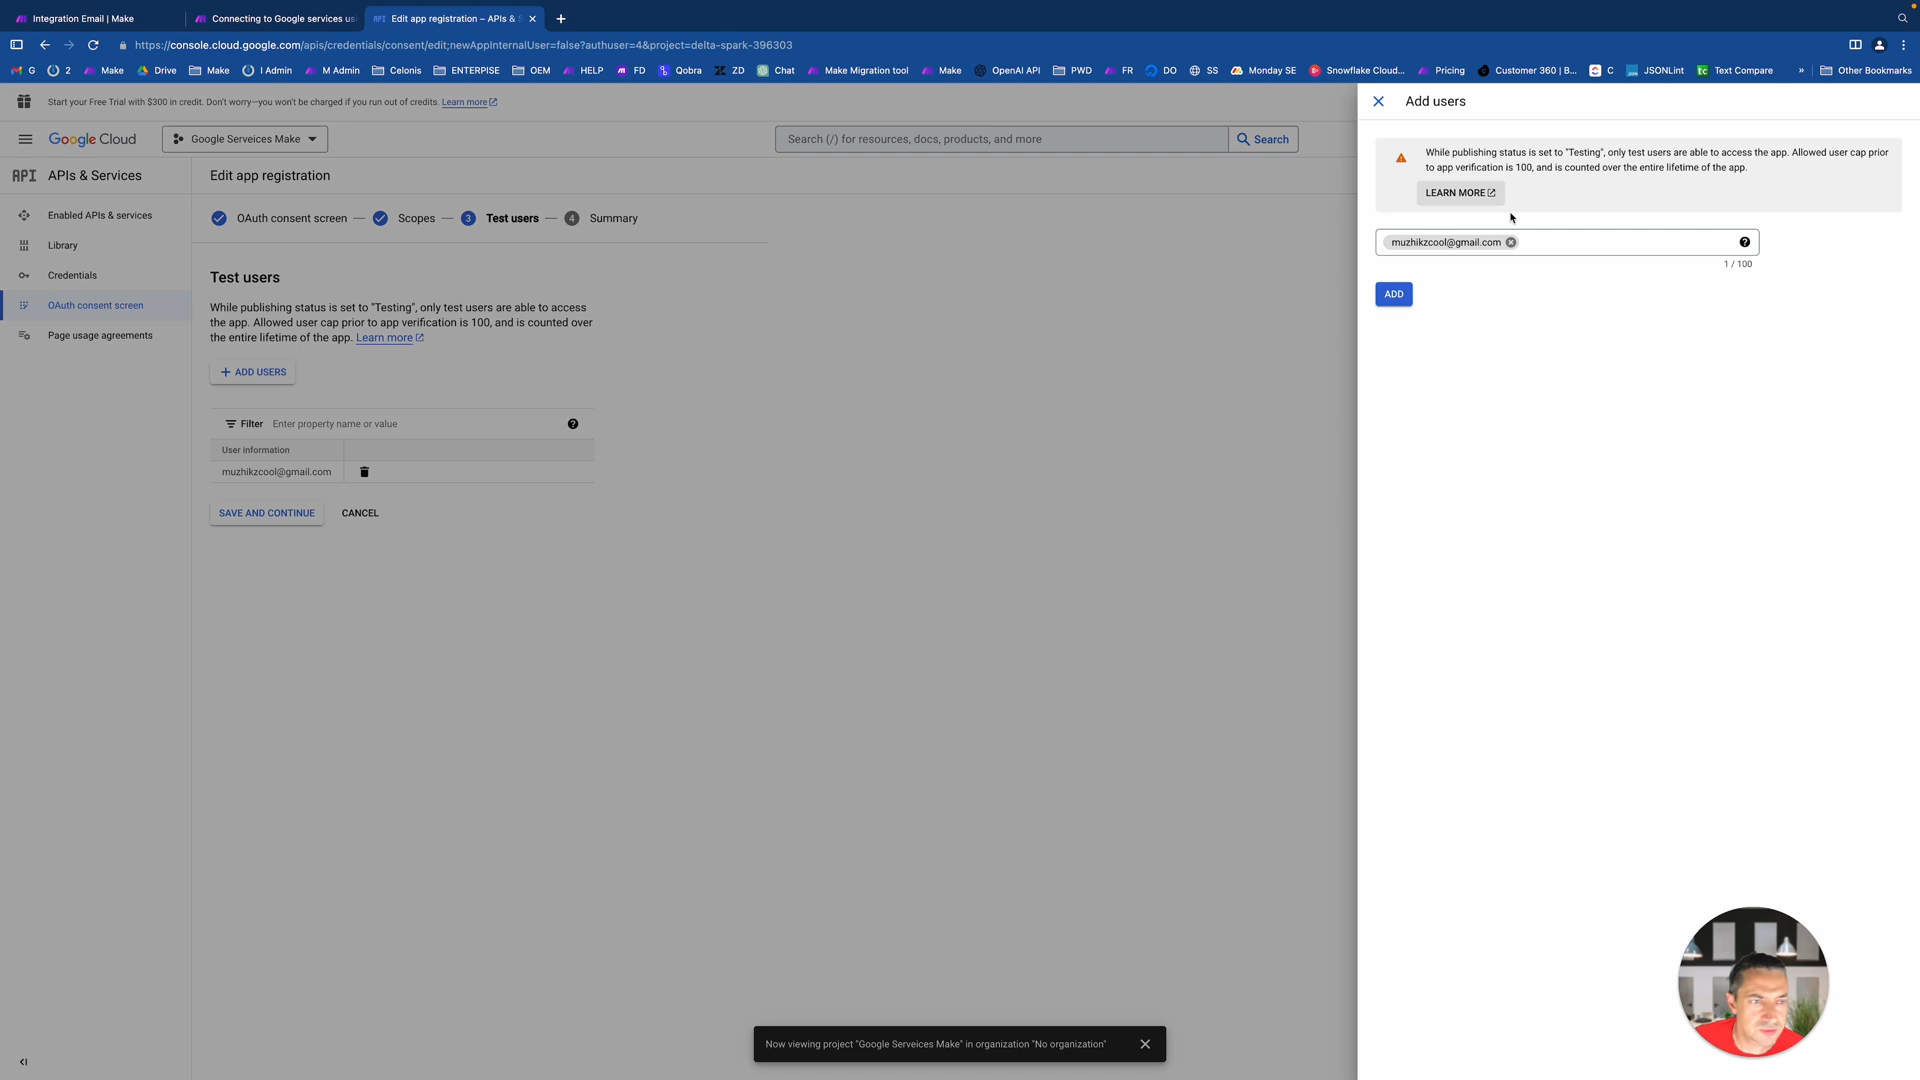 Integration Email | Make
Connecting to Google services us
API Edit app registration – APIs & S
https://console.cloud.google.com/apis/credentials/consent/edit;newAppInternalUser=false?authuser=4&project=delta-spark-396303
G 2 Make Drive Make I Admin M Admin Celonis ENTERPISE OEM HELP FD Qobra ZD Chat Make Migration tool Make OpenAI API PWD FR DO SS Monday SE Snowflake Cloud... Pricing Customer 360 | B... C JSONLint Text Compare » Other Bookmarks
Start your Free Trial with $300 in credit. Don't worry—you won't be charged if you run out of credits. Learn more
Google Cloud
Google Serveices Make
Search (/) for resources, docs, products, and more
Search
API APIs & Services
Enabled APIs & services
Library
Credentials
OAuth consent screen
Page usage agreements
Edit app registration
OAuth consent screen — Scopes — 3 Test users — 4 Summary
Test users
While publishing status is set to "Testing", only test users are able to access
the app. Allowed user cap prior to app verification is 100, and is counted over
the entire lifetime of the app. Learn more
+ ADD USERS
Filter Enter property name or value
User information
muzhikzcool@gmail.com
SAVE AND CONTINUE CANCEL
Now viewing project "Google Serveices Make" in organization "No organization"
Add users
While publishing status is set to "Testing", only test users are able to access the app. Allowed user cap prior
to app verification is 100, and is counted over the entire lifetime of the app.
LEARN MORE
muzhikzcool@gmail.com
1 / 100
ADD